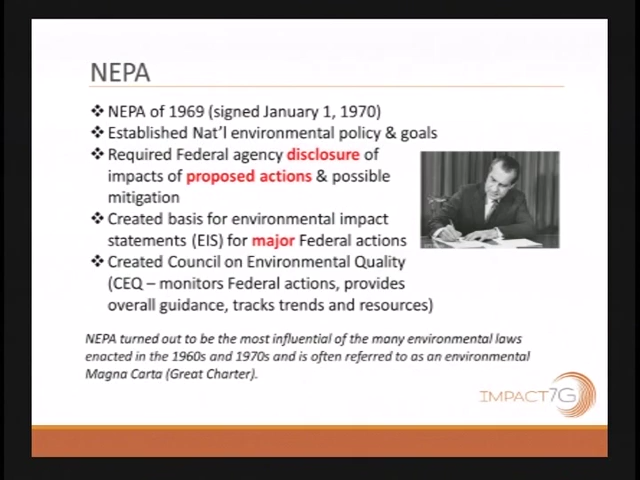 NEPA
❖ NEPA of 1969 (signed January 1, 1970)
❖ Established Nat'l environmental policy & goals
❖ Required Federal agency disclosure of
impacts of proposed actions & possible
mitigation
❖ Created basis for environmental impact
statements (EIS) for major Federal actions
❖ Created Council on Environmental Quality
(CEQ – monitors Federal actions, provides
overall guidance, tracks trends and resources)
NEPA turned out to be the most influential of the many environmental laws
enacted in the 1960s and 1970s and is often referred to as an environmental
Magna Carta (Great Charter).
IMPACT7G